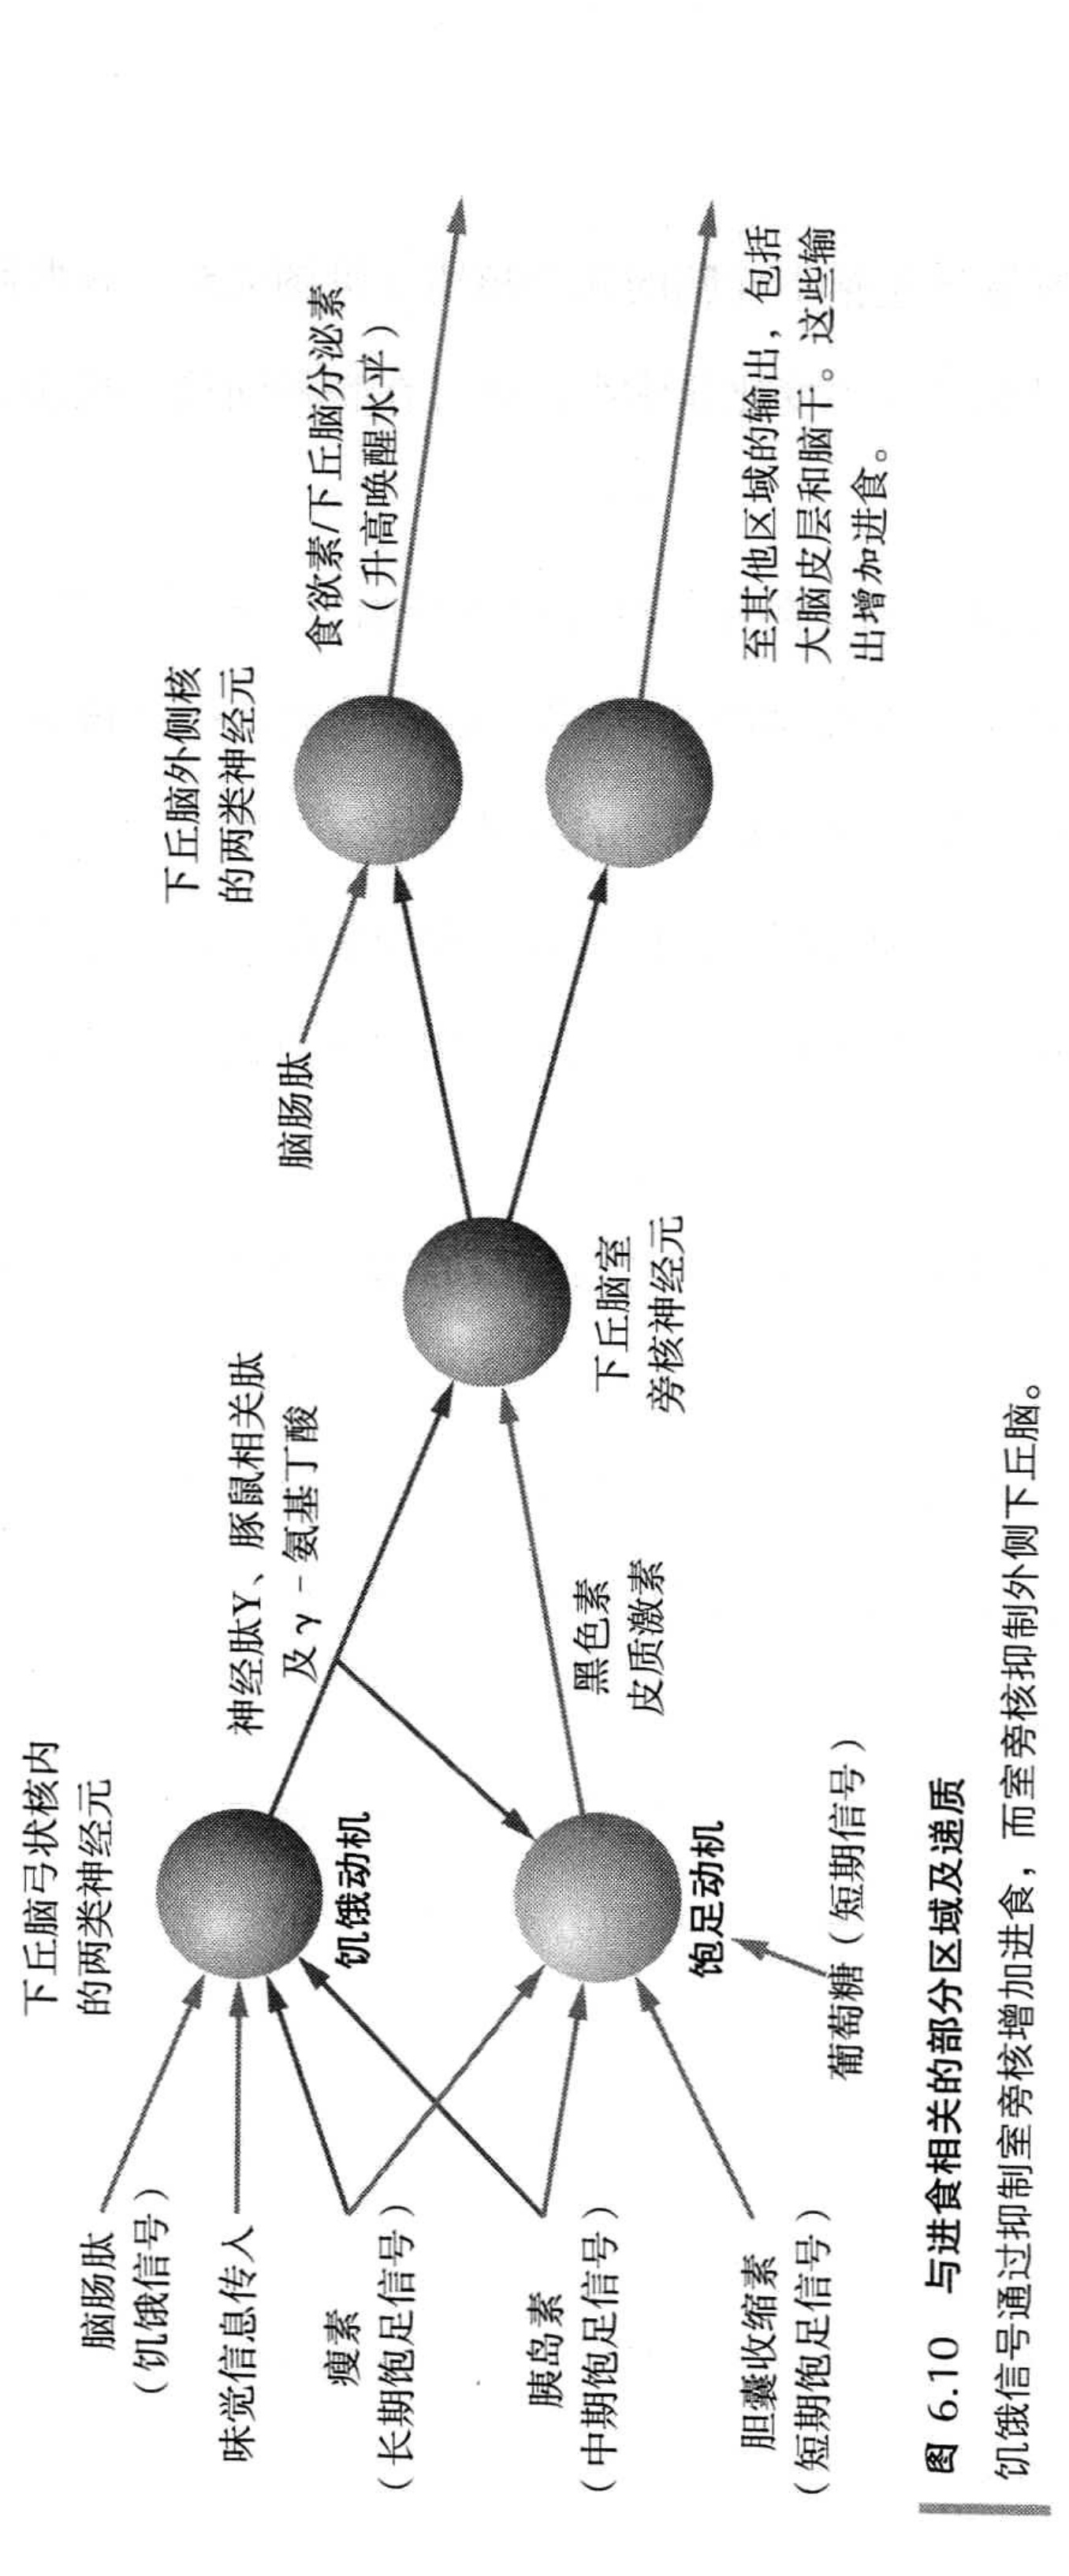 下丘脑弓状核内
的两类神经元
脑肠肽
（饥饿信号）
味觉信息传人
瘦素
（长期饱足信号）
胰岛素
（中期饱足信号）
胆囊收缩素
（短期饱足信号）
葡萄糖（短期信号）
饥饿动机
饱足动机
神经肽Y、豚鼠相关肽
及 γ－氨基丁酸
黑色素
皮质激素
下丘脑室
旁核神经元
脑肠肽
下丘脑外侧核
的两类神经元
食欲素/下丘脑分泌素
（升高唤醒水平）
至其他区域的输出，包括
大脑皮层和脑干。这些输
出增加进食。
图 6.10 与进食相关的部分区域及递质
饥饿信号通过抑制室旁核增加进食，而室旁核抑制外侧下丘脑。